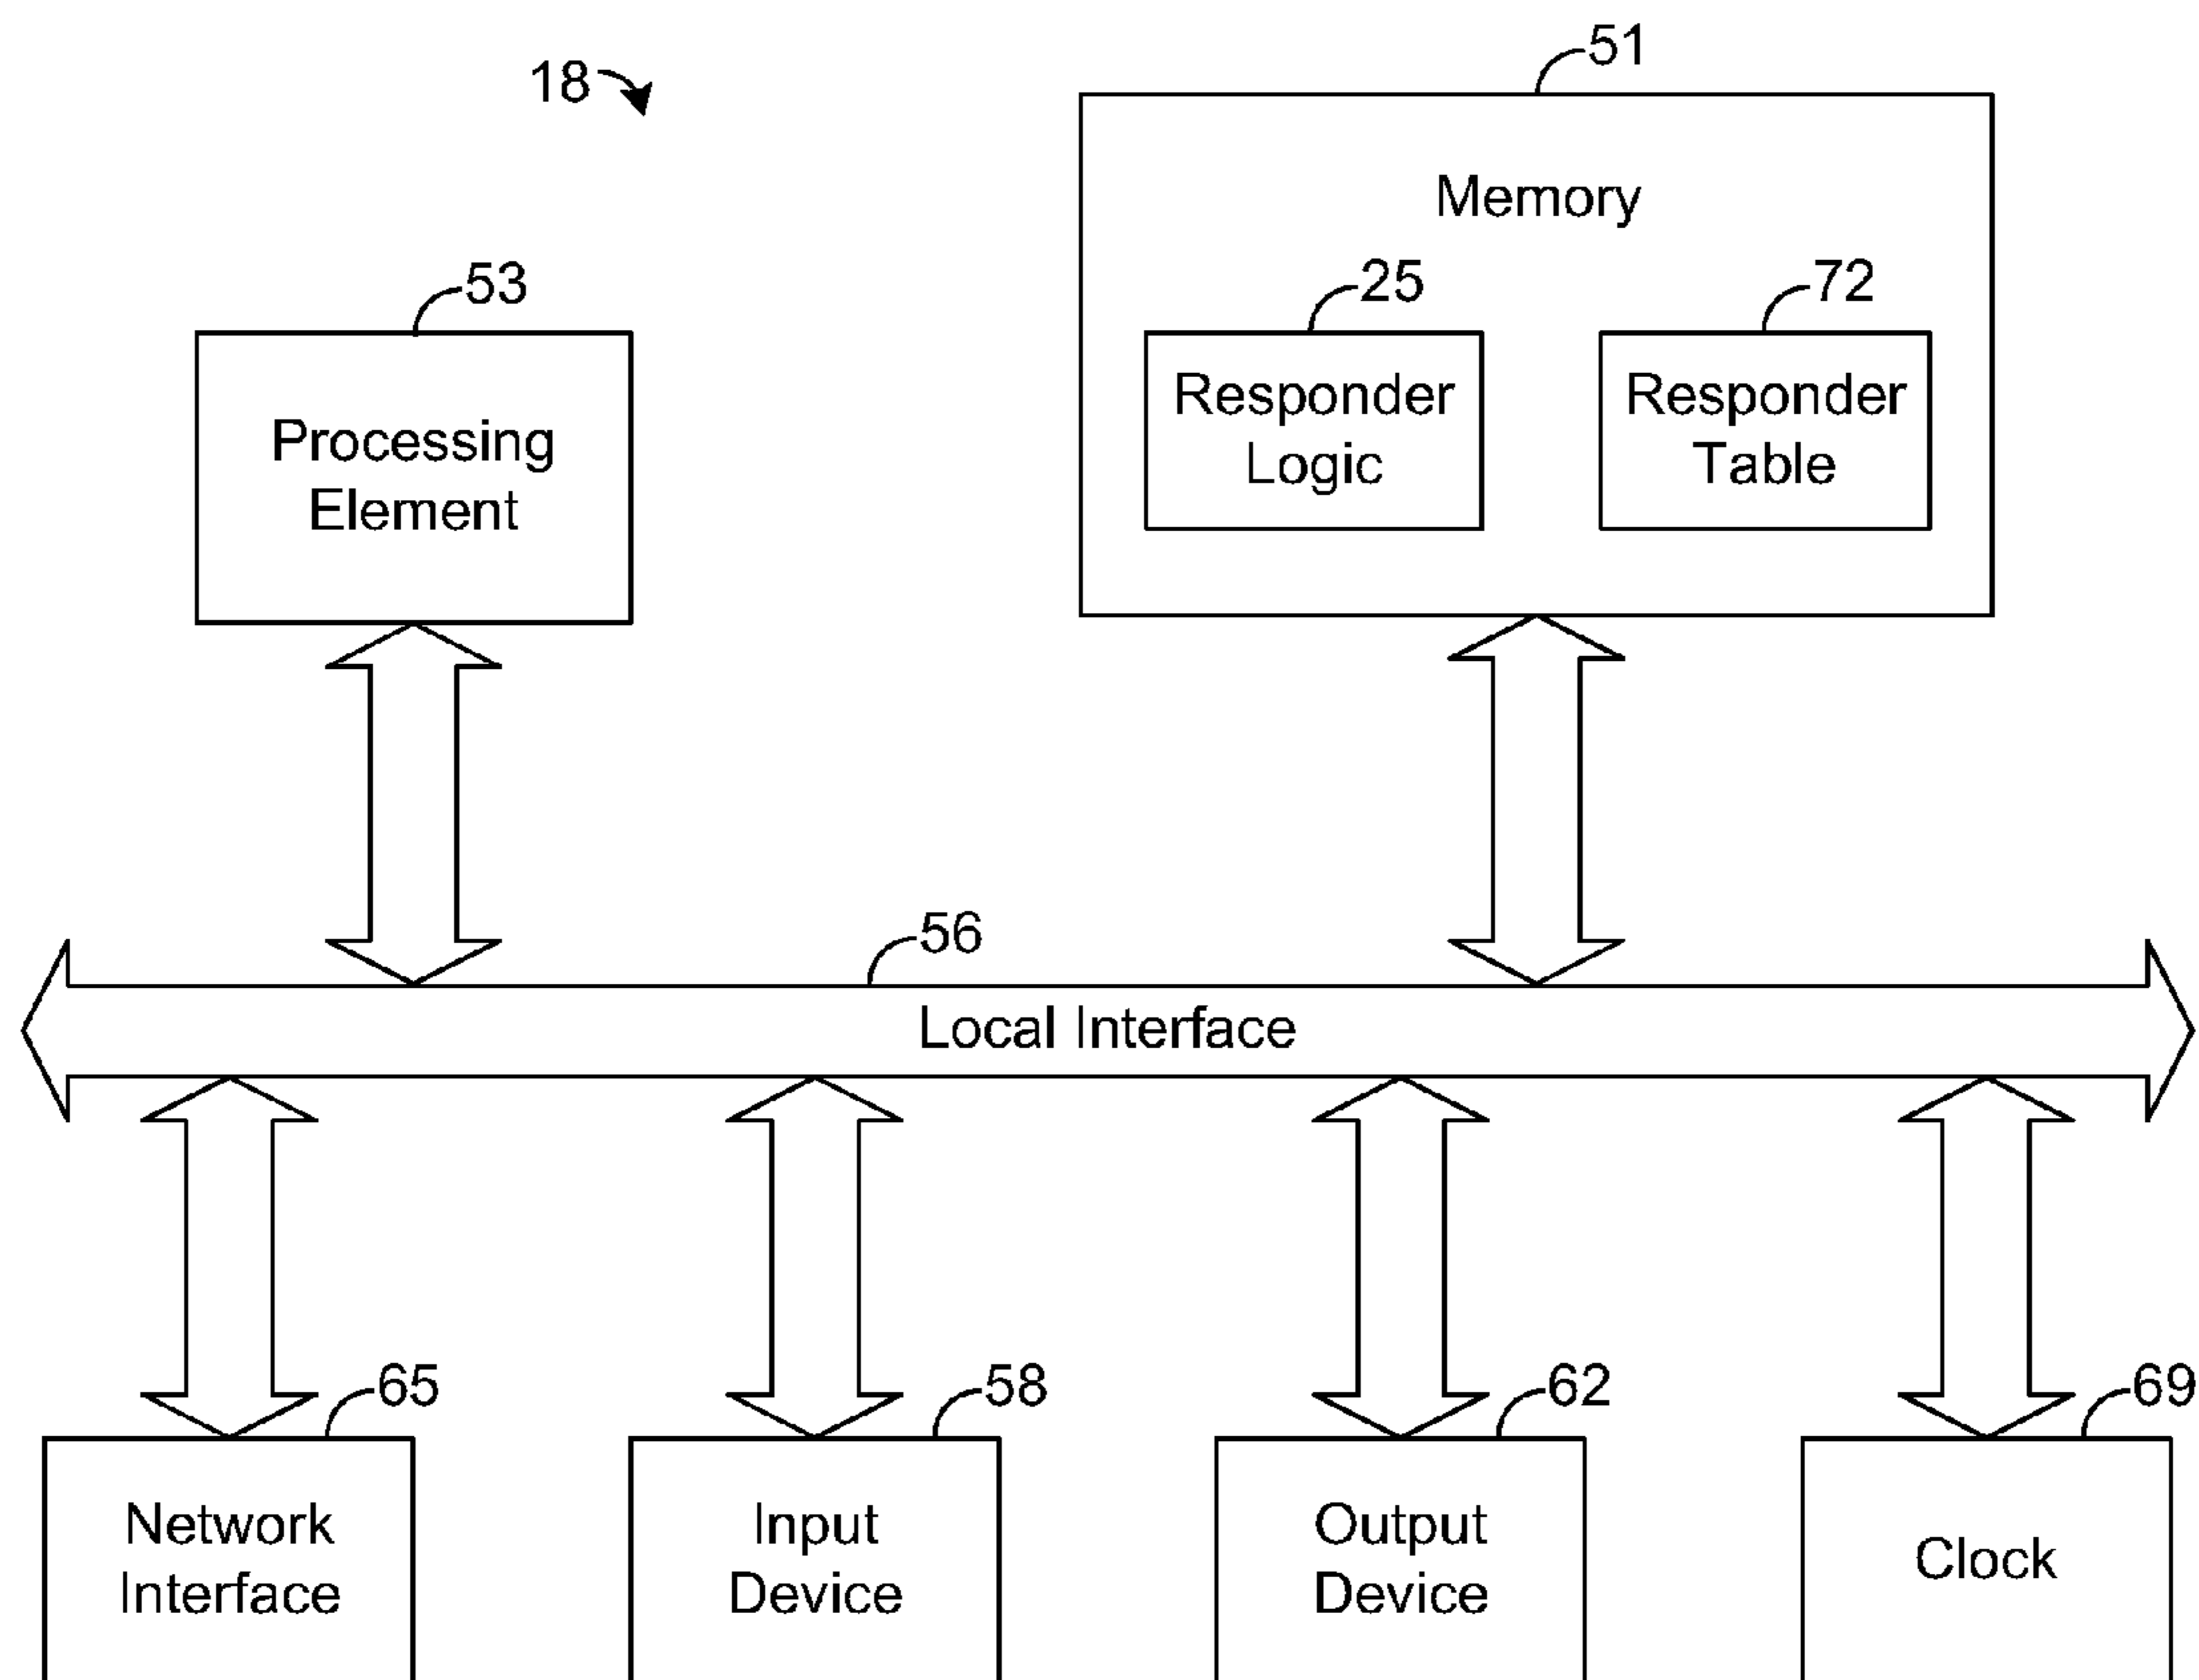 18
51
Memory
53
25
72
Processing
Element
Responder
Logic
Responder
Table
56
Local Interface
65
58
62
69
Network
Interface
Input
Device
Output
Device
Clock